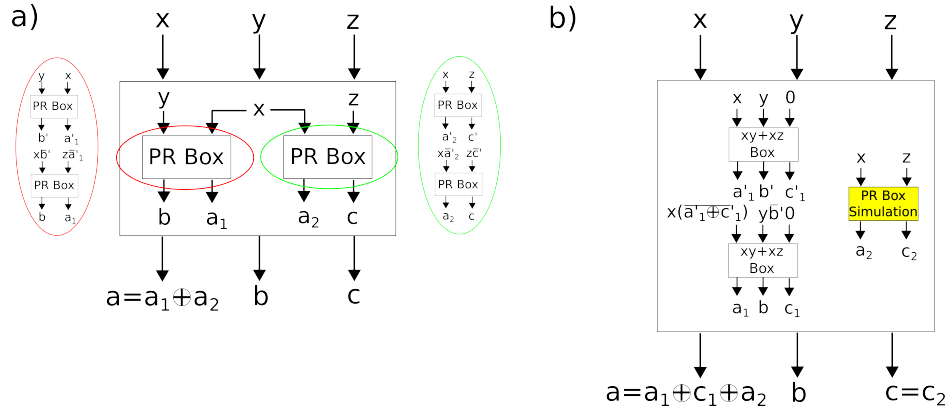 a)
x y z
y x
PR Box
b' a'₁
xb̅' za̅'₁
PR Box
b a₁
y x z
PR Box PR Box
b a₁ a₂ c
a=a₁⨁a₂ b c
x z
PR Box
a'₂ c'
xa̅'₂ zc̅'
PR Box
a₂ c
b)
x y z
x y 0
xy+xz
Box
a'₁ b' c'₁
x(a̅'̅₁̅⨁̅c̅'₁) yb̅'0
xy+xz
Box
a₁ b c₁
x z
PR Box
Simulation
a₂ c₂
a=a₁⨁c₁+a₂ b c=c₂